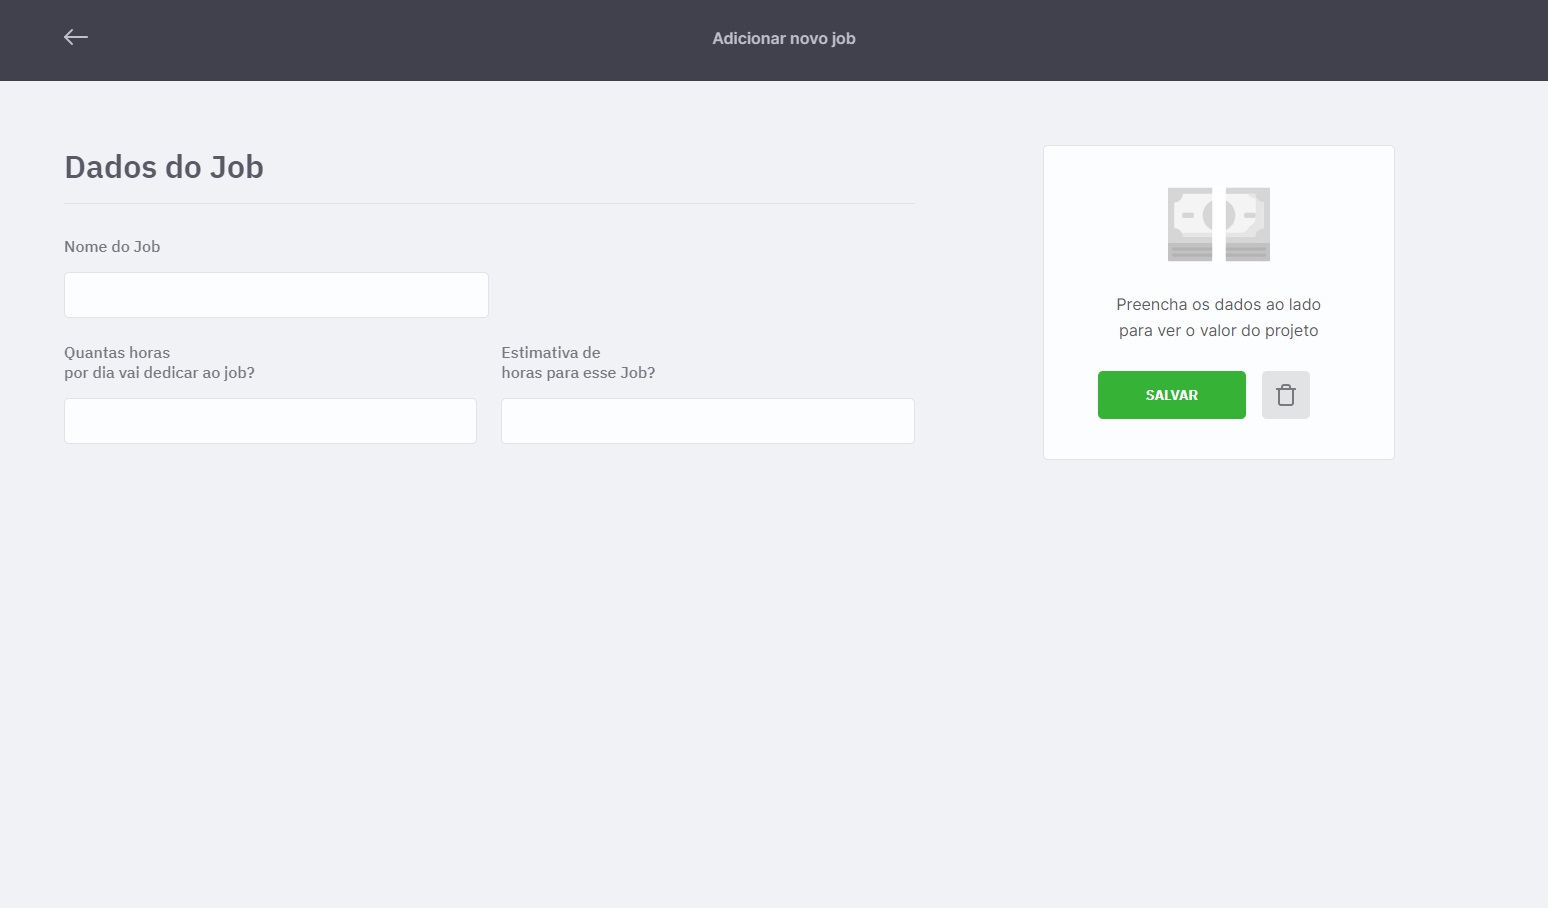 Adicionar novo job
Dados do Job
Nome do Job
Quantas horas
por dia vai dedicar ao job?
Estimativa de
horas para esse Job?
Preencha os dados ao lado
para ver o valor do projeto
SALVAR